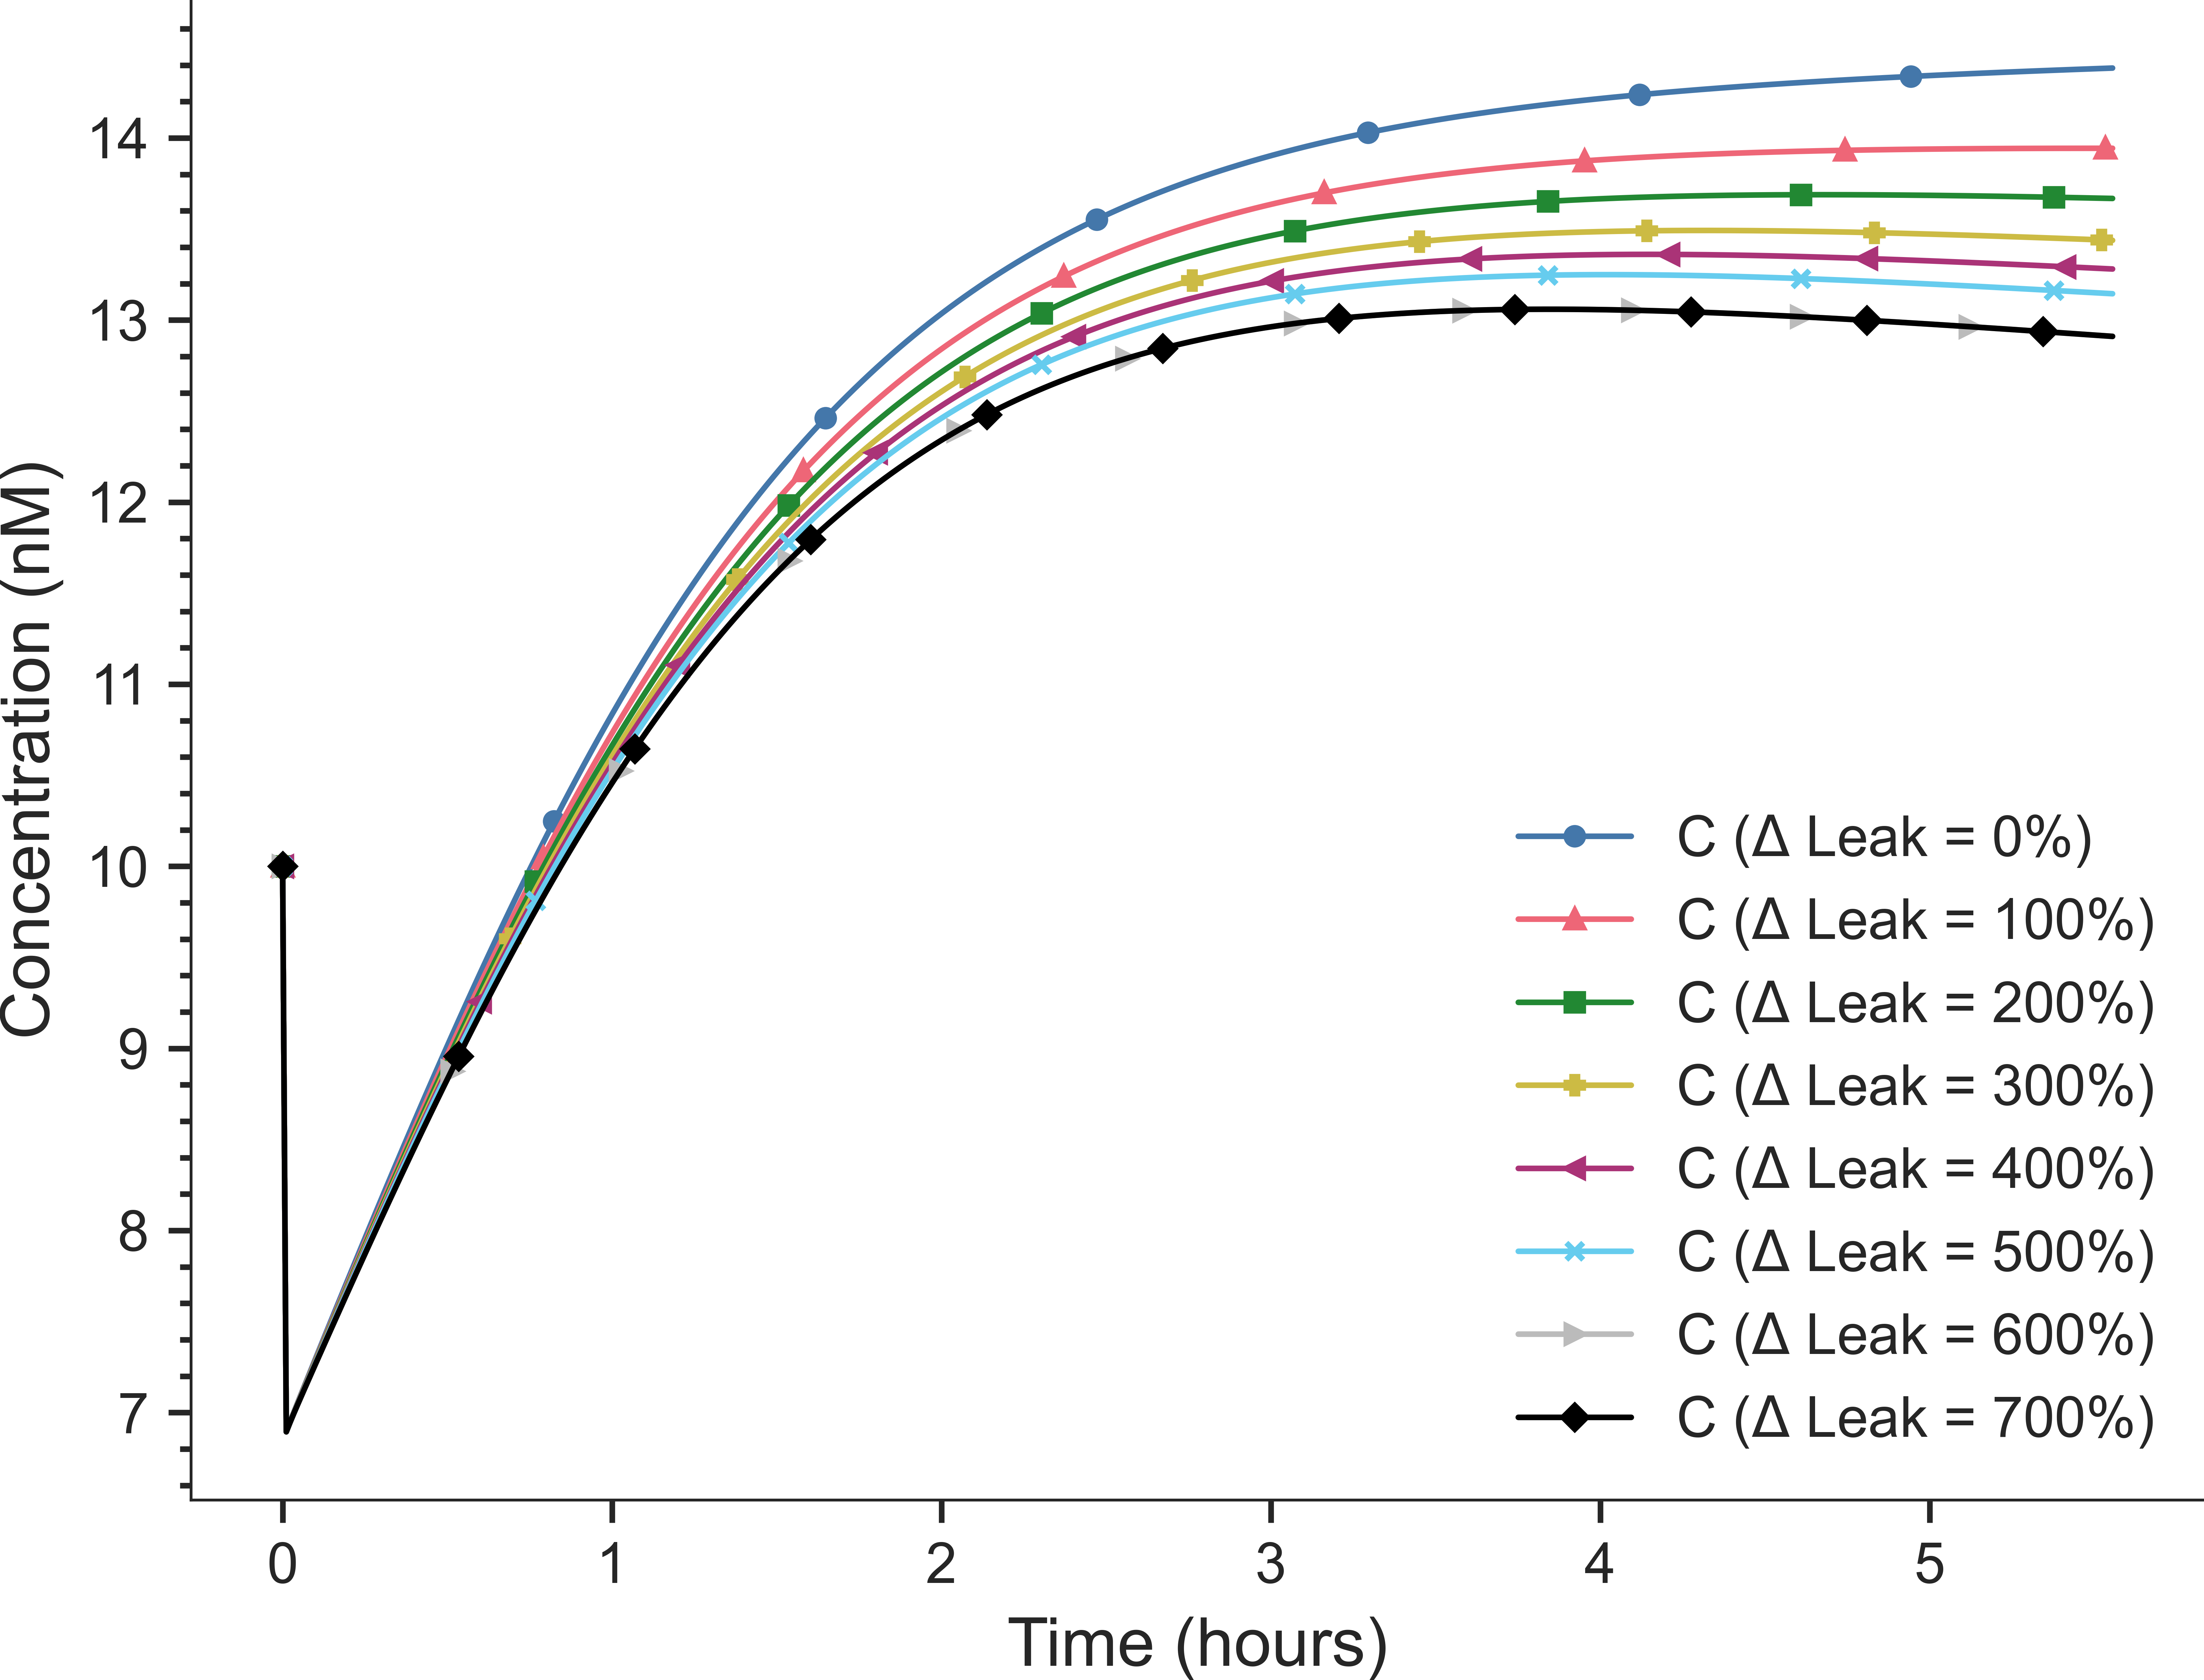 Concentration (nM)
14
13
12
11
10
9
8
7
C (Δ Leak = 0%)
C (Δ Leak = 100%)
C (Δ Leak = 200%)
C (Δ Leak = 300%)
C (Δ Leak = 400%)
C (Δ Leak = 500%)
C (Δ Leak = 600%)
C (Δ Leak = 700%)
0 1 2 3 4 5
Time (hours)